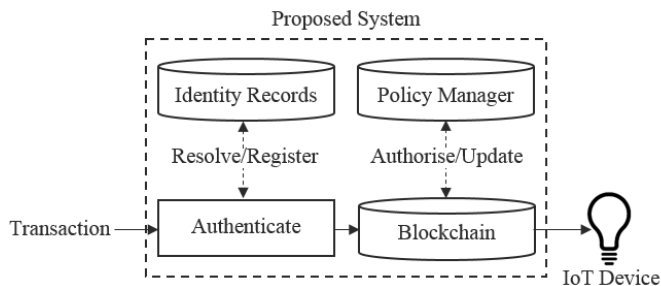 Proposed System
Identity Records
Policy Manager
Resolve/Register
Authorise/Update
Transaction
Authenticate
Blockchain
IoT Device